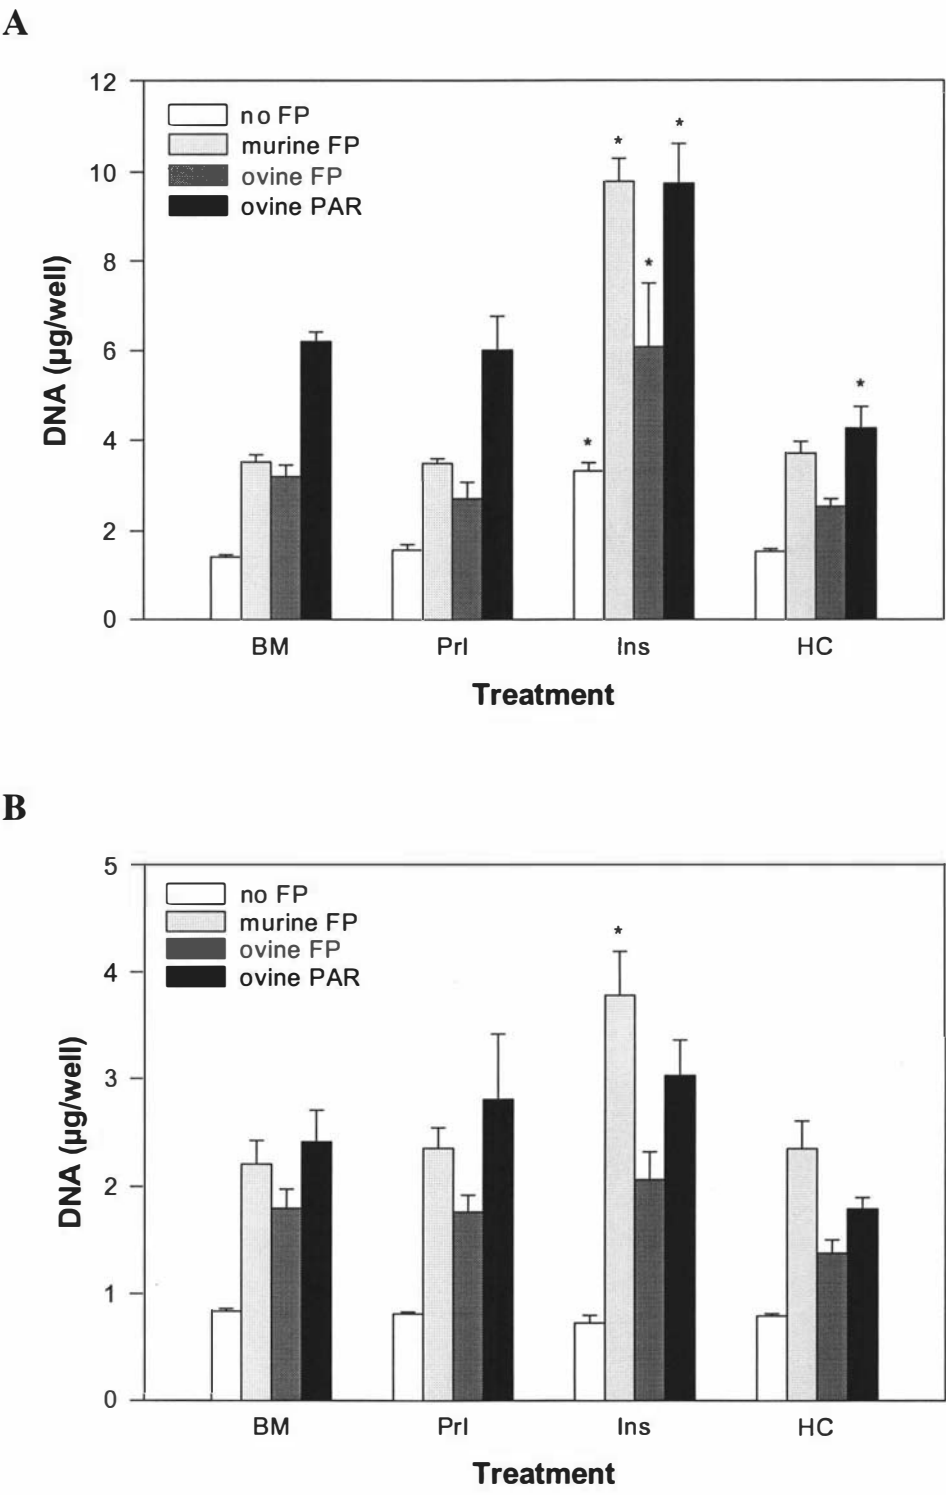 A
12
10
8
6
4
2
0
DNA (µg/well)
no FP
murine FP
ovine FP
ovine PAR
*
*
*
*
*
BM Prl Ins HC
Treatment
B
5
4
3
2
1
0
DNA (µg/well)
no FP
murine FP
ovine FP
ovine PAR
*
BM Prl Ins HC
Treatment